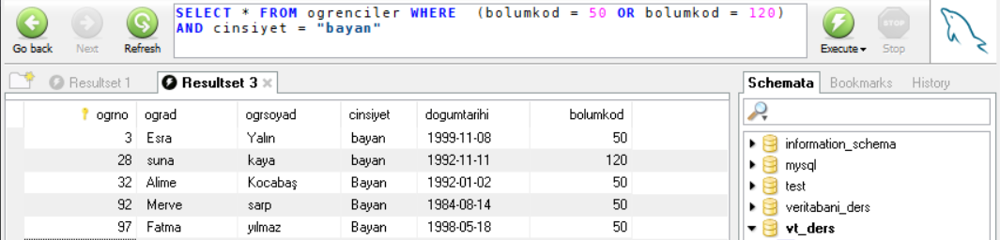 SELECT * FROM ogrenciler WHERE (bolumkod = 50 OR bolumkod = 120)
AND cinsiyet = "bayan"
Go back Next Refresh Execute Stop
STOP
Resultset 1 Resultset 3 Schemata Bookmarks History
ogrno ograd ogrsoyad cinsiyet dogumtarihi bolumkod
3 Esra Yalın bayan 1999-11-08 50
28 suna kaya bayan 1992-11-11 120
32 Alime Kocabaş Bayan 1992-01-02 50
92 Merve sarp Bayan 1984-08-14 50
97 Fatma yılmaz Bayan 1998-05-18 50
information_schema
mysql
test
veritabani_ders
vt_ders